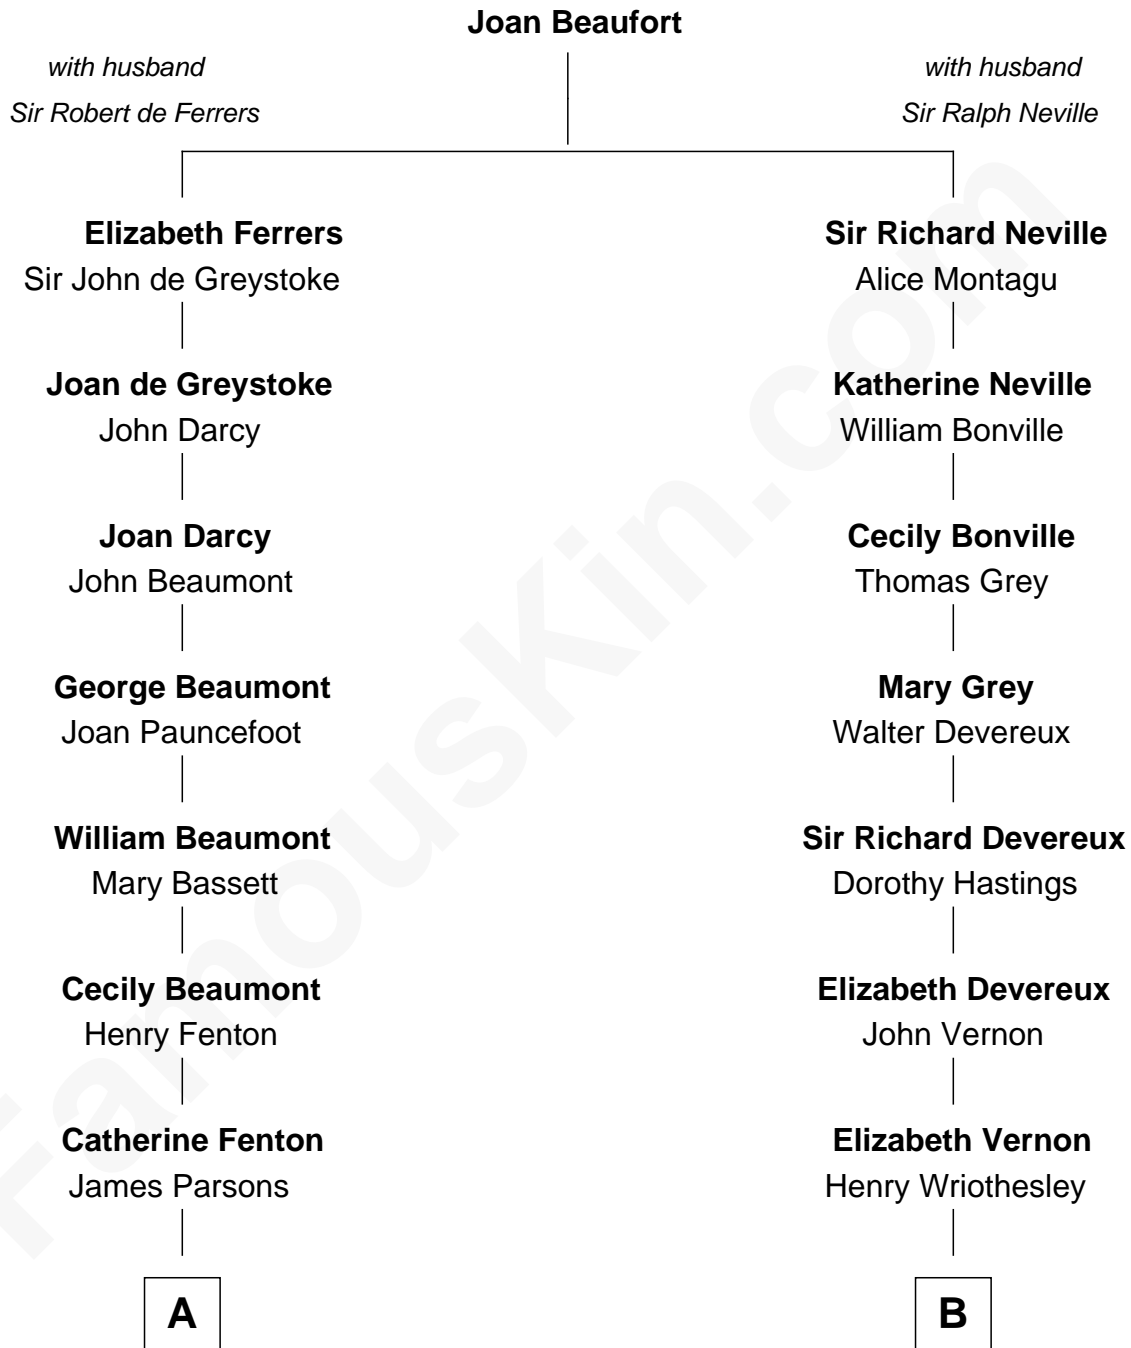 Joan Beaufort
with husband
Sir Robert de Ferrers
with husband
Sir Ralph Neville
Elizabeth Ferrers
Sir John de Greystoke
Joan de Greystoke
John Darcy
Joan Darcy
John Beaumont
George Beaumont
Joan Pauncefoot
William Beaumont
Mary Bassett
Cecily Beaumont
Henry Fenton
Catherine Fenton
James Parsons
A
Sir Richard Neville
Alice Montagu
Katherine Neville
William Bonville
Cecily Bonville
Thomas Grey
Mary Grey
Walter Devereux
Sir Richard Devereux
Dorothy Hastings
Elizabeth Devereux
John Vernon
Elizabeth Vernon
Henry Wriothesley
B
FamousKin.com